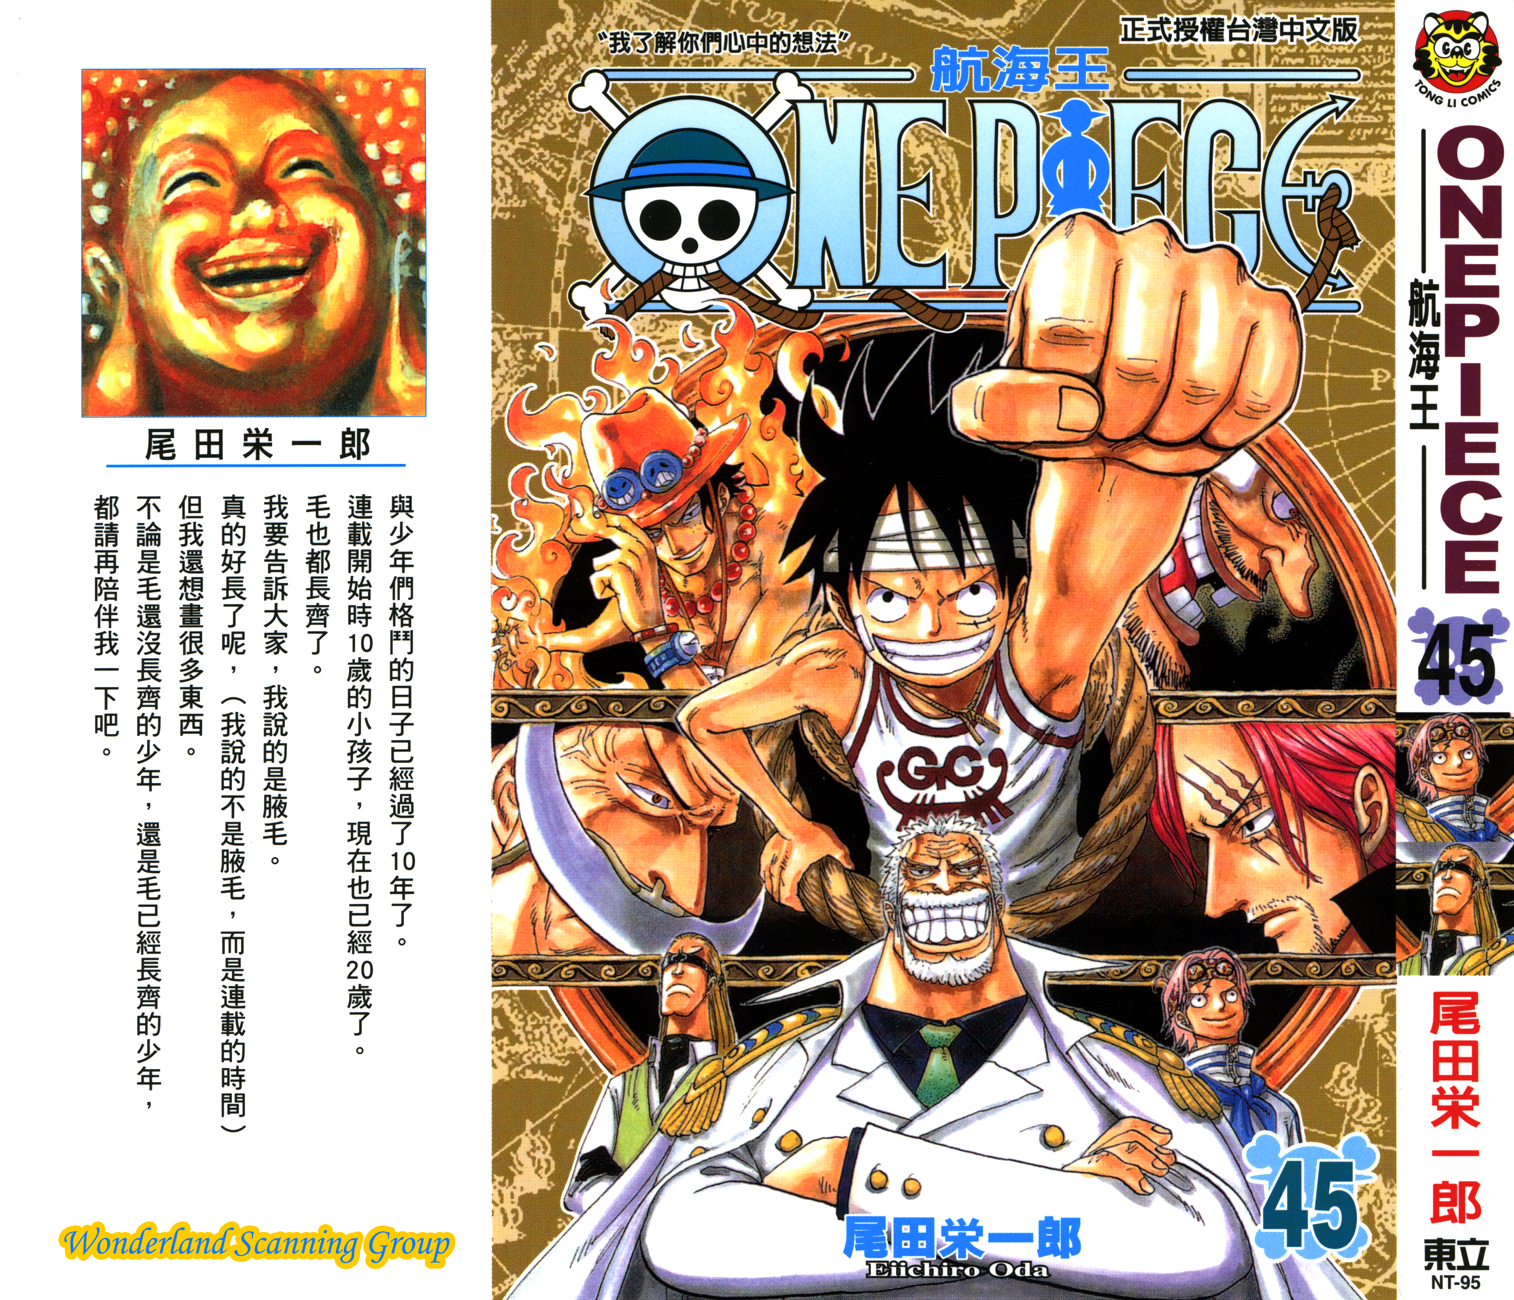 尾田栄一郎
與少年們格鬥的日子已經過了10年了。
連載開始時10歲的小孩子，現在也已經20歲了。
毛也都長齊了。
我要告訴大家，我說的是腋毛。
真的好長了呢，（我說的不是腋毛，而是連載的時間）
但我還想畫很多東西。
不論是毛還沒長齊的少年，還是毛已經長齊的少年，
都請再陪伴我一下吧。
Wonderland Scanning Group
"我了解你們心中的想法"
正式授權台灣中文版
航海王
ONE PIECE
GC
45
尾田栄一郎
Eiichiro Oda
TONG LI COMICS
ONE PIECE
航海王
45
尾田栄一郎
東立
NT-95